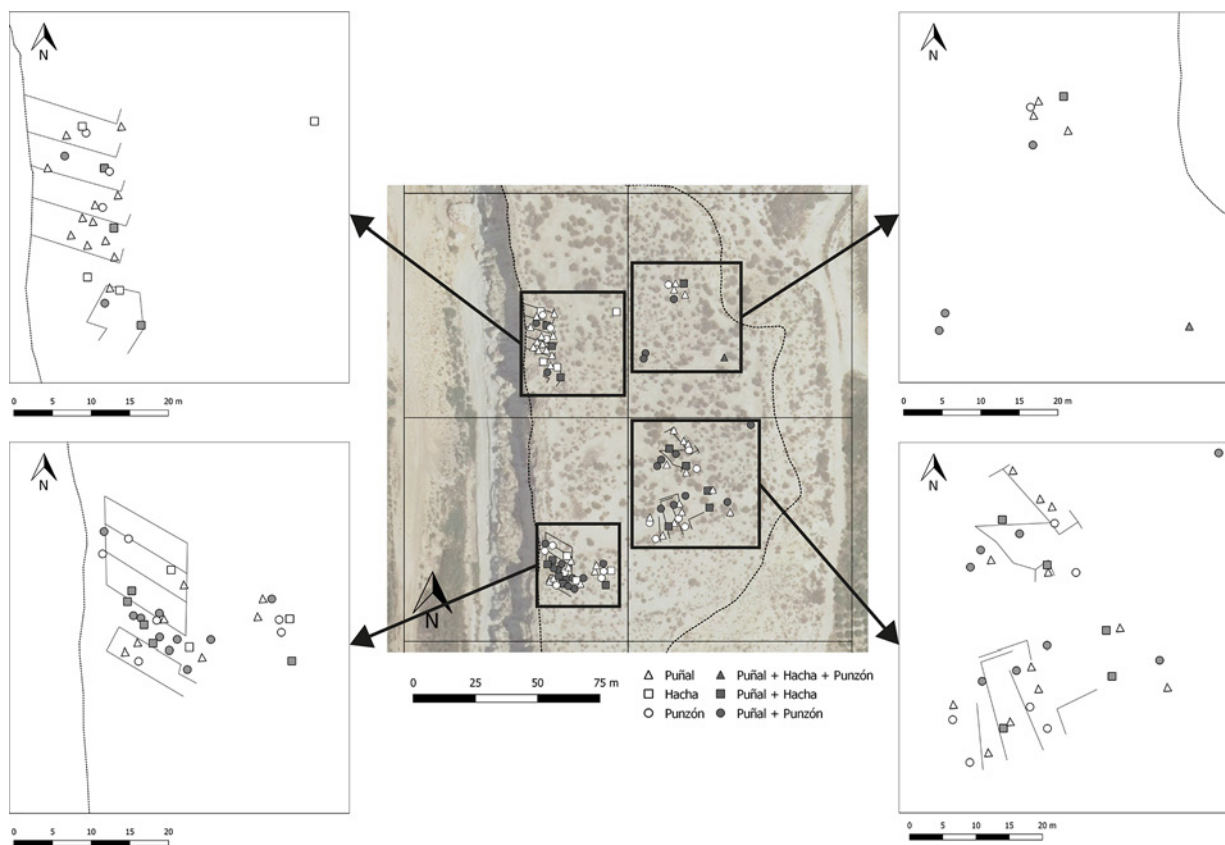 N
0 5 10 15 20 m
N
0 5 10 15 20 m
N
0 5 10 15 20 m
N
0 5 10 15 20 m
N
0 25 50 75 m
Puñal
Puñal + Hacha + Punzón
Hacha
Puñal + Hacha
Punzón
Puñal + Punzón